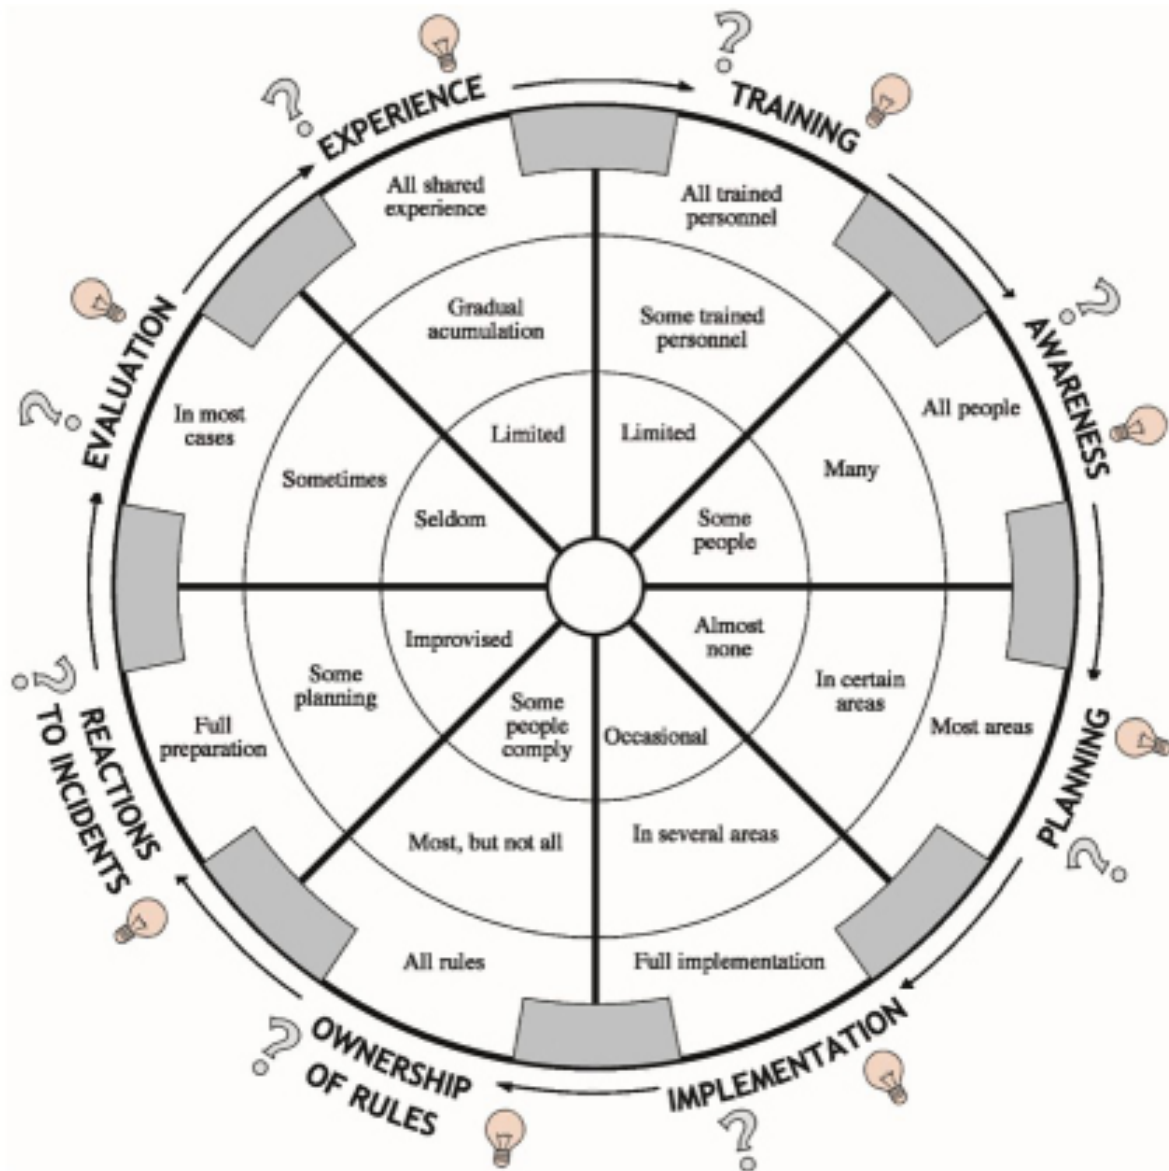 EXPERIENCE
All shared
experience
Gradual
acumulation
Limited
TRAINING
All trained
personnel
Some trained
personnel
Limited
AWARENESS
All people
Many
Some
people
PLANNING
Most areas
In certain
areas
Almost
none
IMPLEMENTATION
Full implementation
In several areas
Occasional
OWNERSHIP
OF RULES
All rules
Most, but not all
Some
people
comply
REACTIONS
TO INCIDENTS
Full
preparation
Some
planning
Improvised
EVALUATION
In most
cases
Sometimes
Seldom